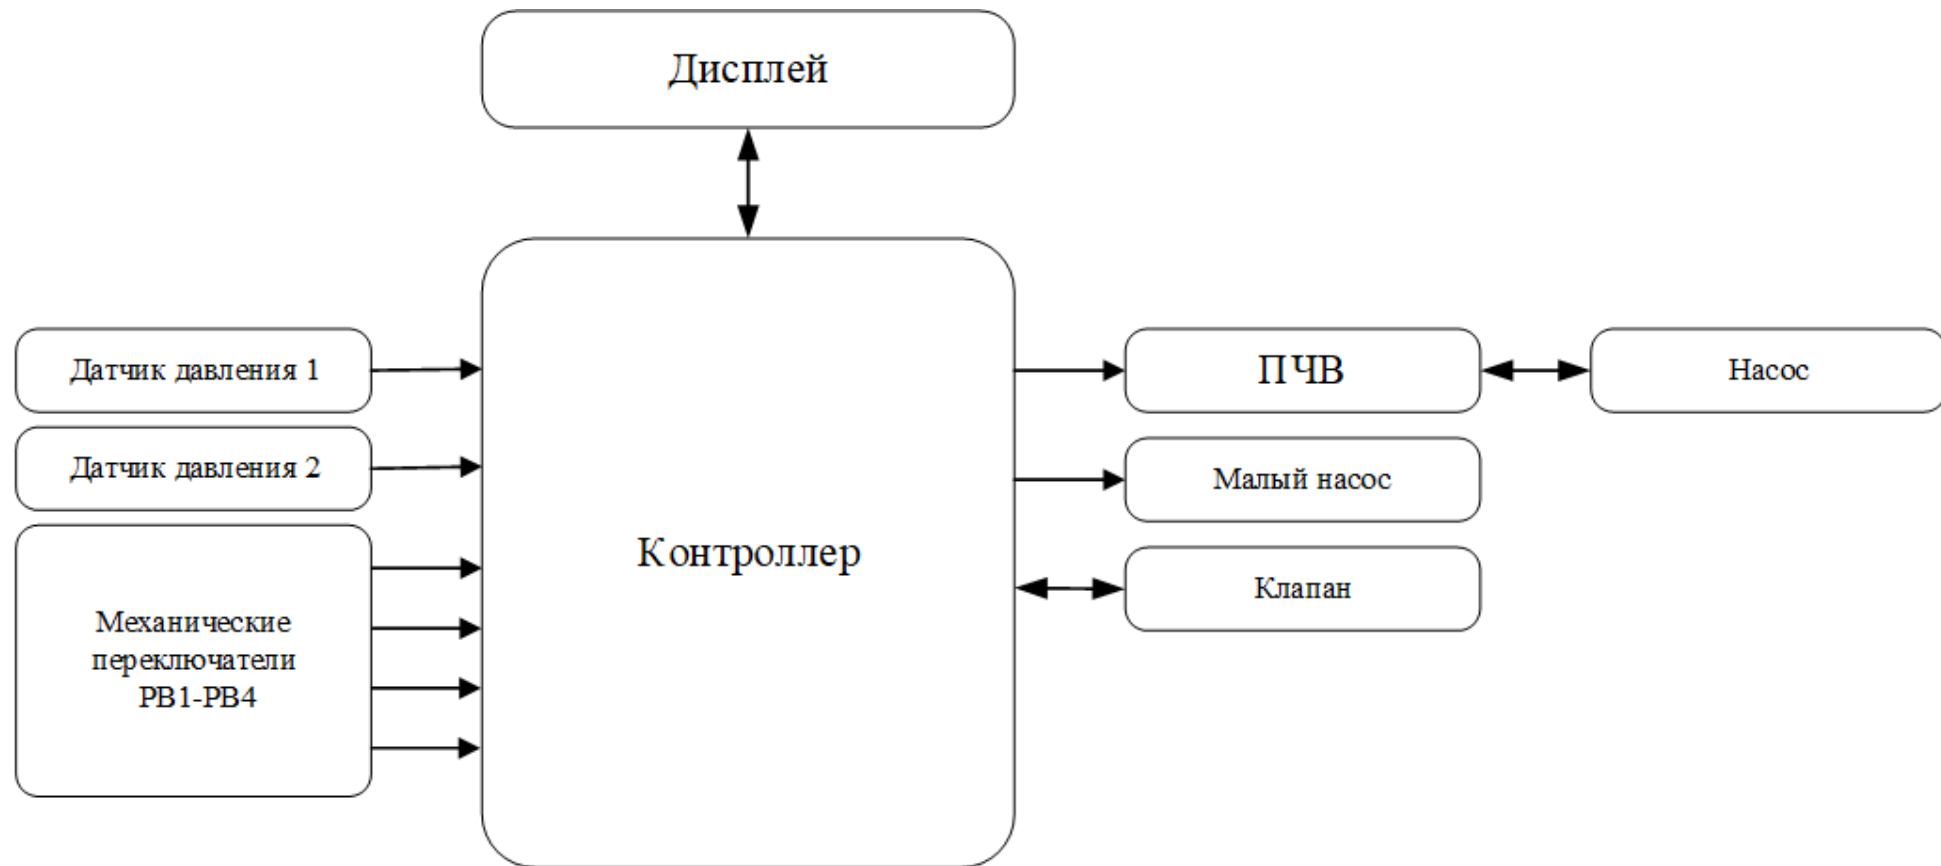 Дисплей
Датчик давления 1
Датчик давления 2
Механические
переключатели
РВ1-РВ4
Контроллер
ПЧВ
Насос
Малый насос
Клапан